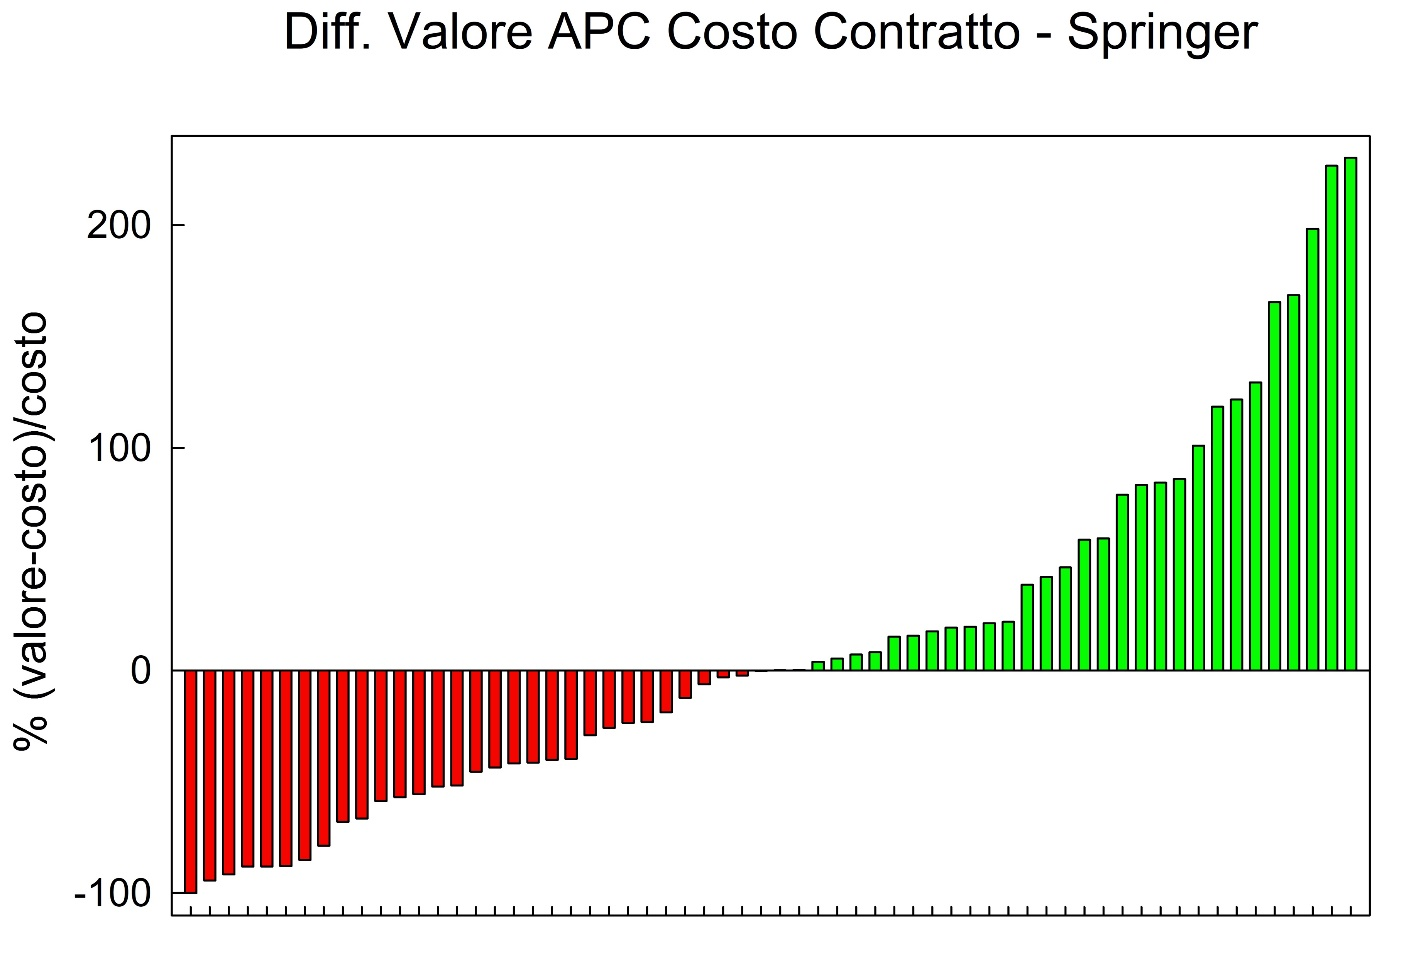 Diff. Valore APC Costo Contratto - Springer
% (valore-costo)/costo
200
100
0
-100